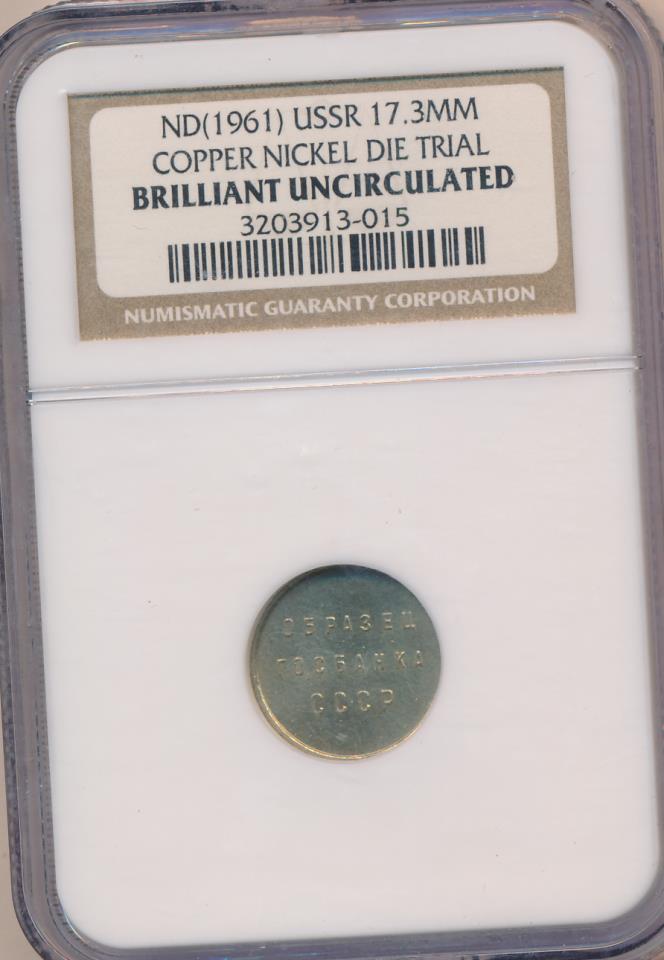 ND(1961) USSR 17.3MM
COPPER NICKEL DIE TRIAL
BRILLIANT UNCIRCULATED
3203913-015
NUMISMATIC GUARANTY CORPORATION
ОБРАЗЕЦ
ГОСБАНКА
СССР